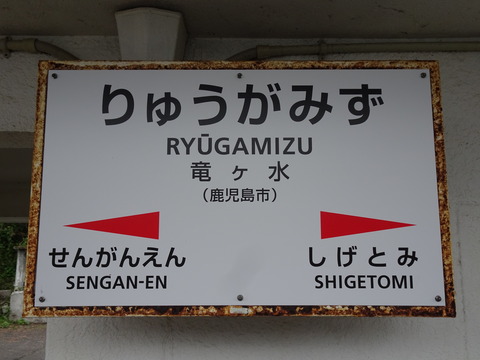 りゅうがみず
RYŪGAMIZU
竜ヶ水
（鹿児島市）
せんがんえん
SENGAN-EN
しげとみ
SHIGETOMI